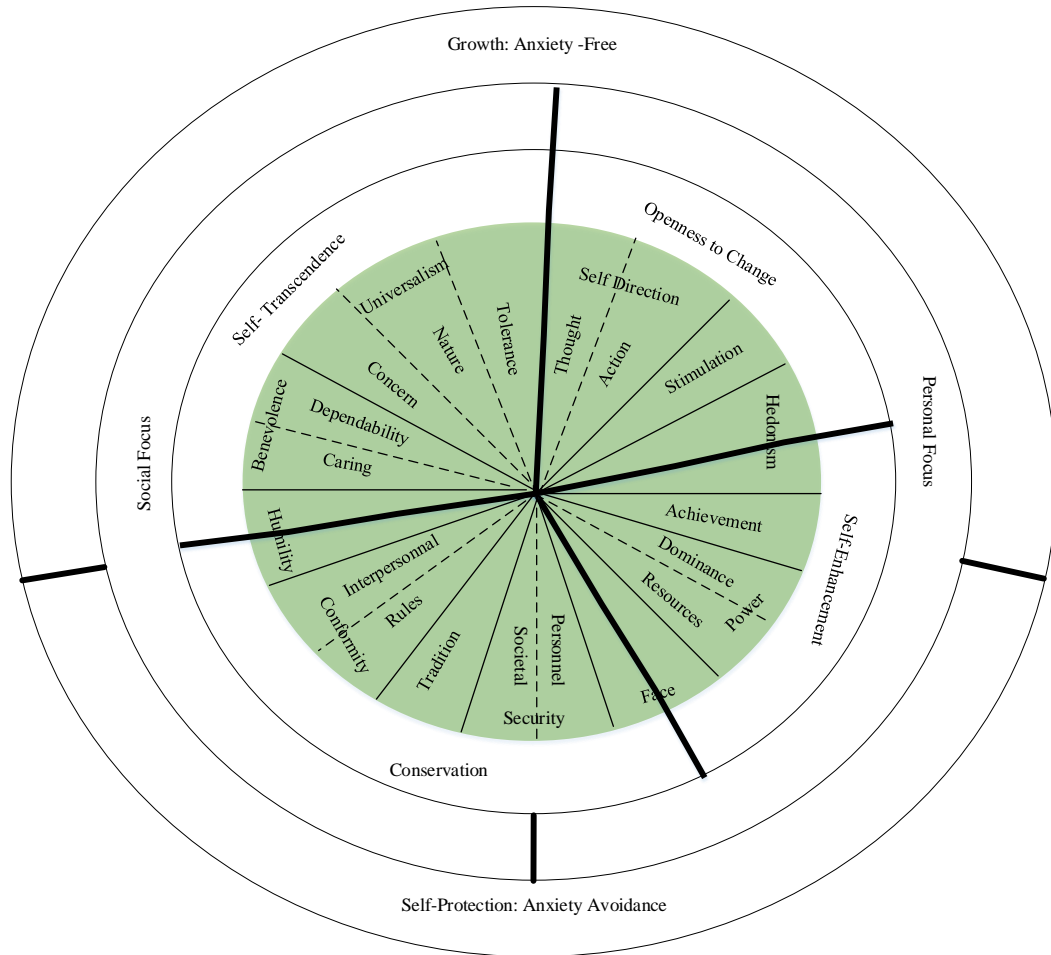 Growth: Anxiety -Free
Openness to Change
Self- Transcendence
Universalism
Self Direction
Tolerance
Thought
Nature
Action
Stimulation
Concern
Hedonism
Personal Focus
Benevolence
Dependability
Caring
Social Focus
Humility
Achievement
Self-Enhancement
Dominance
Interpersonnal
Resources
Power
Rules
Conformity
Personnel
Societal
Tradition
Face
Security
Conservation
Self-Protection: Anxiety Avoidance